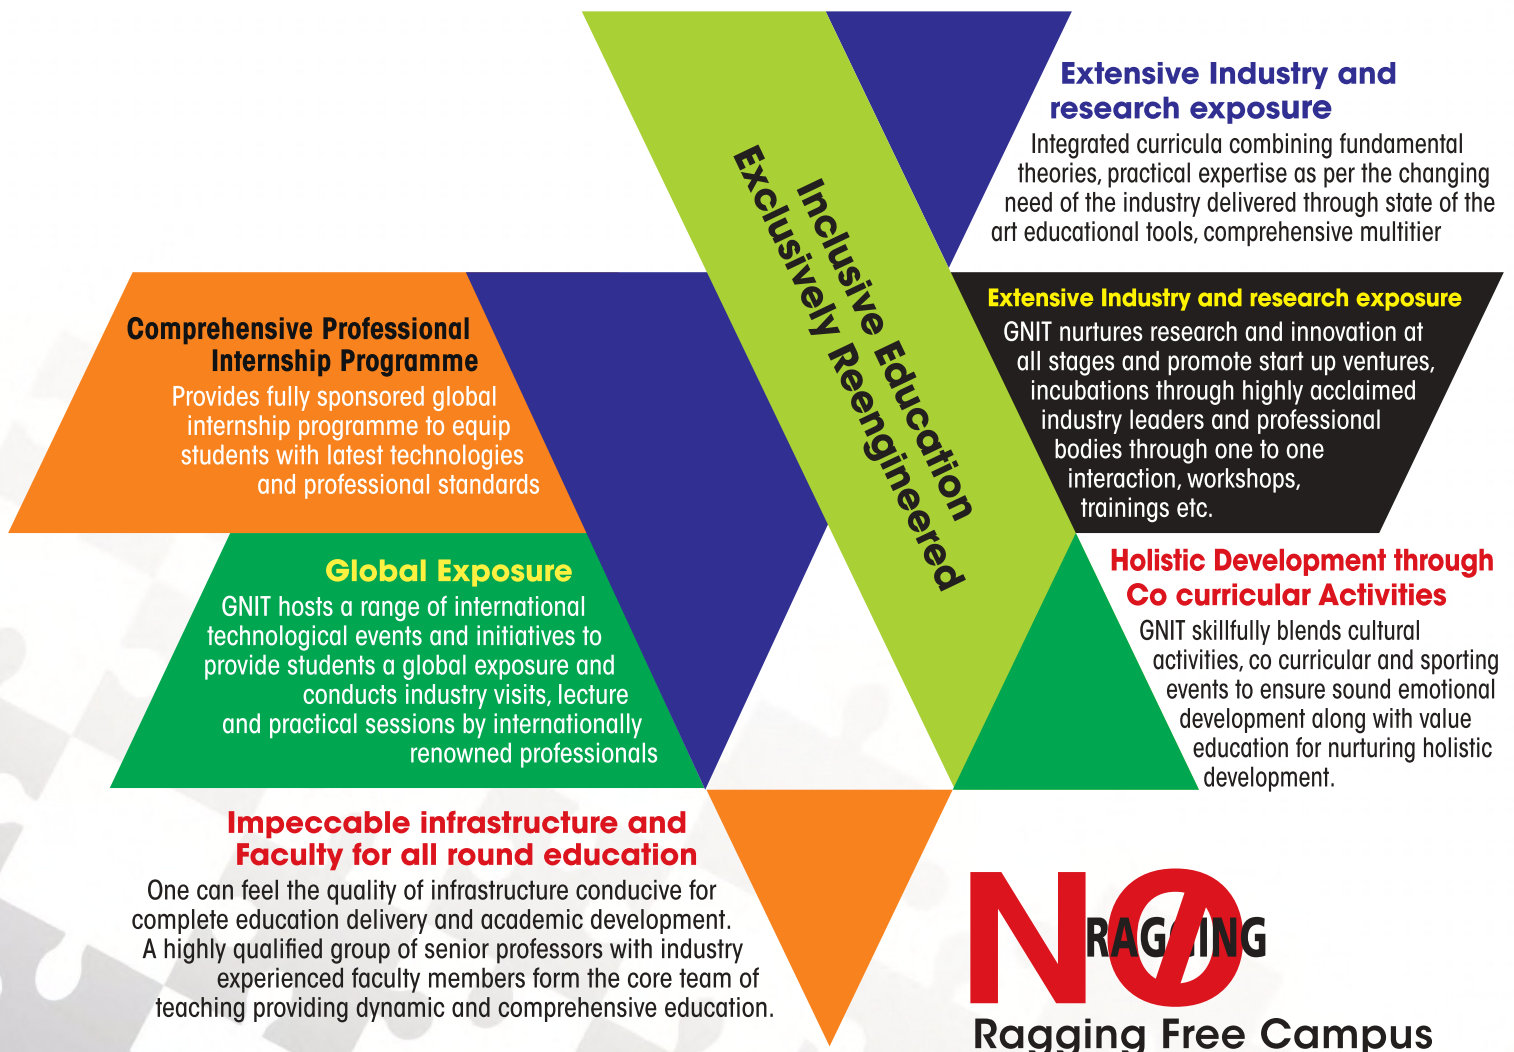 Extensive Industry and
research exposure
Integrated curricula combining fundamental
theories, practical expertise as per the changing
need of the industry delivered through state of the
art educational tools, comprehensive multitier
Inclusive Education
Exclusively Reengineered
Comprehensive Professional
Internship Programme
Provides fully sponsored global
internship programme to equip
students with latest technologies
and professional standards
Extensive Industry and research exposure
GNIT nurtures research and innovation at
all stages and promote start up ventures,
incubations through highly acclaimed
industry leaders and professional
bodies through one to one
interaction, workshops,
trainings etc.
Global Exposure
GNIT hosts a range of international
technological events and initiatives to
provide students a global exposure and
conducts industry visits, lecture
and practical sessions by internationally
renowned professionals
Holistic Development through
Co curricular Activities
GNIT skillfully blends cultural
activities, co curricular and sporting
events to ensure sound emotional
development along with value
education for nurturing holistic
development.
Impeccable infrastructure and
Faculty for all round education
One can feel the quality of infrastructure conducive for
complete education delivery and academic development.
A highly qualified group of senior professors with industry
experienced faculty members form the core team of
teaching providing dynamic and comprehensive education.
NO
RAGGING
Ragging Free Campus